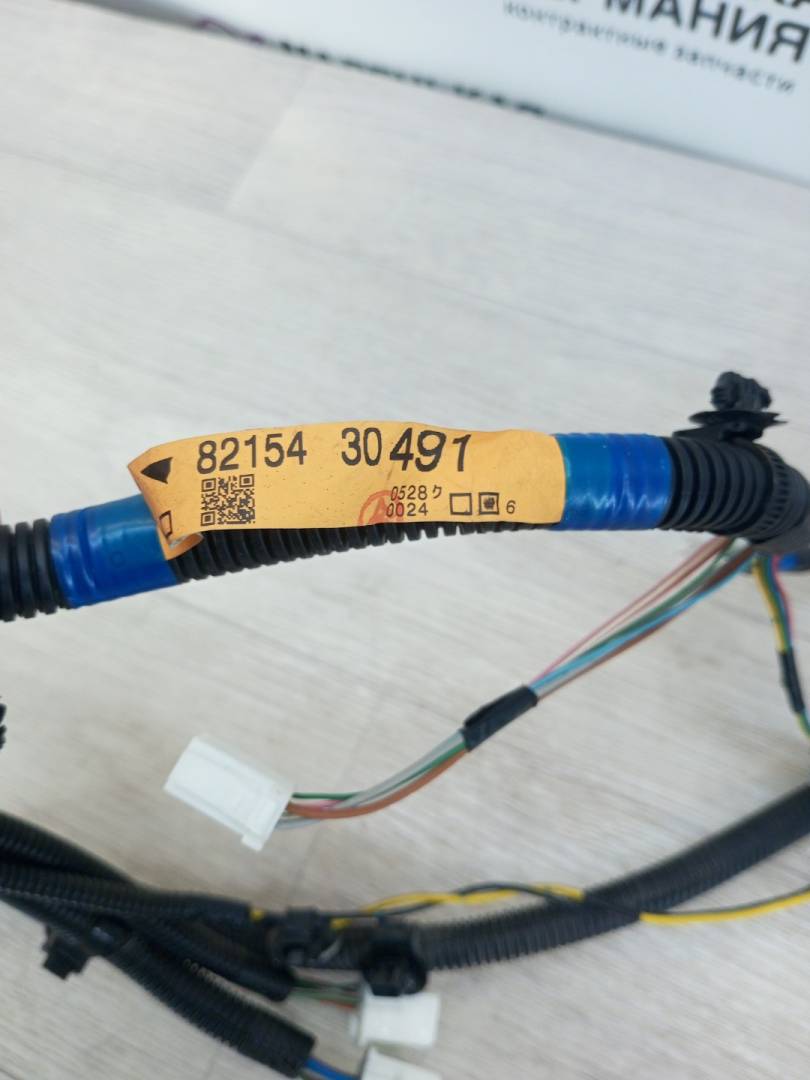 МАНИЯ
контрактные запчасти
82154 30491
0528ク
0024 6